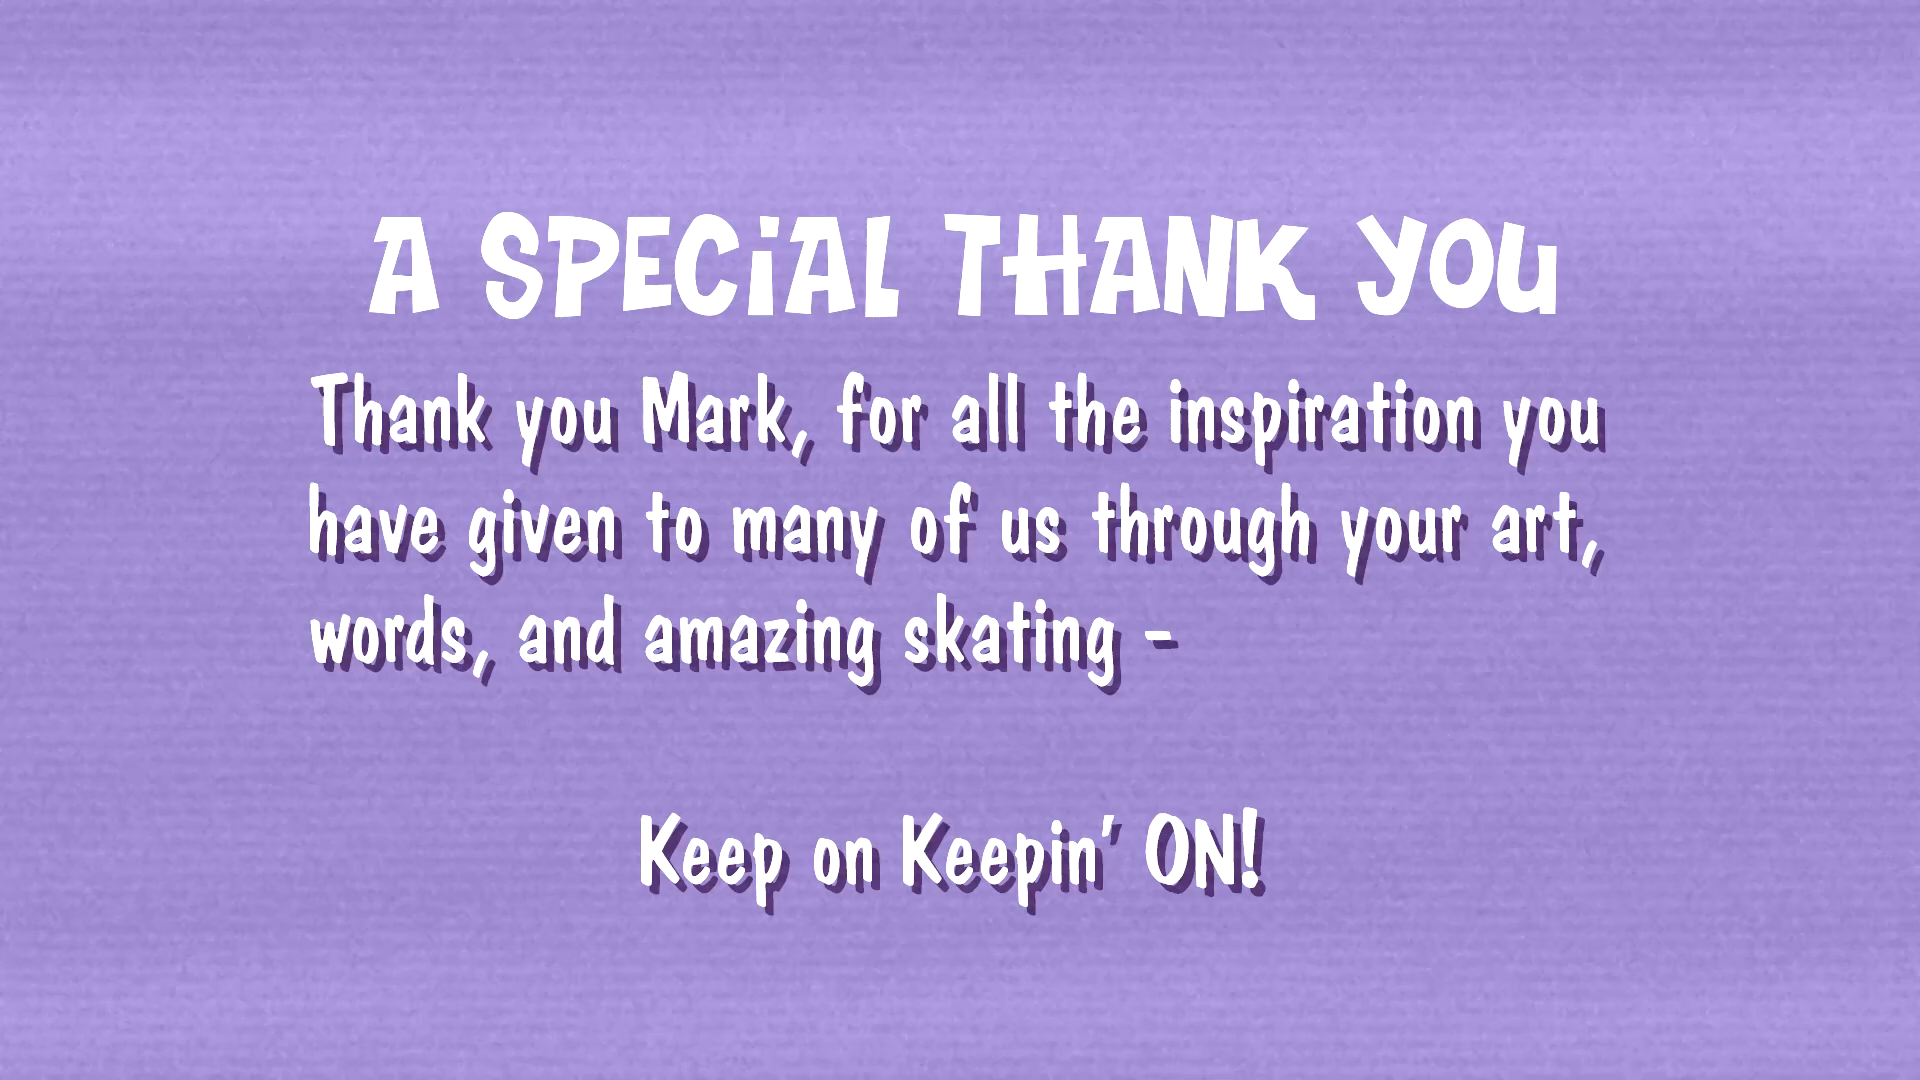 A SPECiAL THANK YOU
Thank you Mark, for all the inspiration you
have given to many of us through your art,
words, and amazing skating -
Keep on Keepin’ ON!